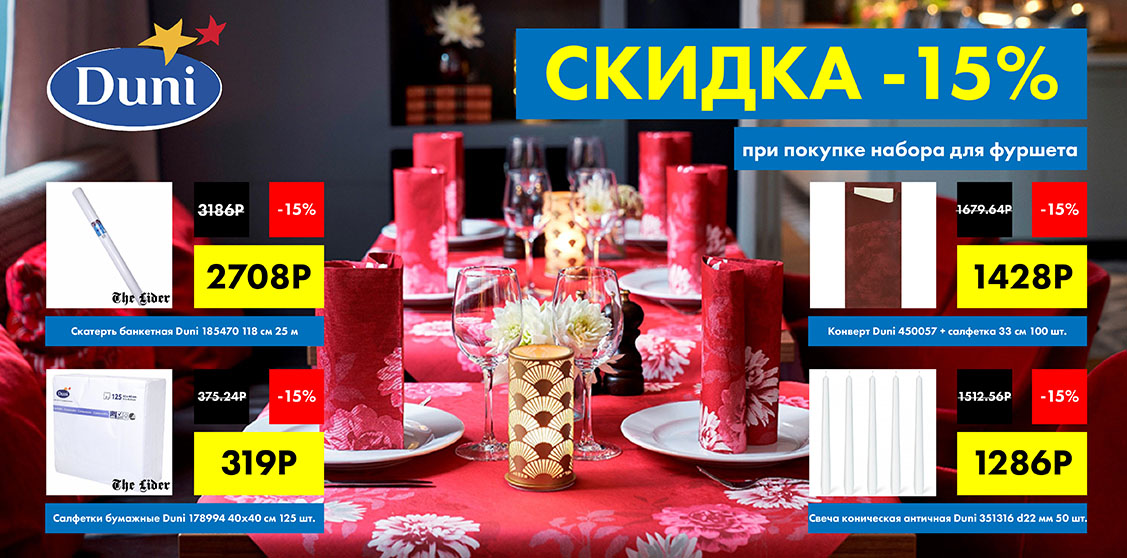 Duni
СКИДКА -15%
при покупке набора для фуршета
3186Р
-15%
2708Р
The Lider
Скатерть банкетная Duni 185470 118 см 25 м
1679.64Р
-15%
1428Р
Конверт Duni 450057 + салфетка 33 см 100 шт.
Duni
125
375.24Р
-15%
319Р
The Lider
Салфетки бумажные Duni 178994 40х40 см 125 шт.
1512.56Р
-15%
1286Р
Свеча коническая античная Duni 351316 d22 мм 50 шт.